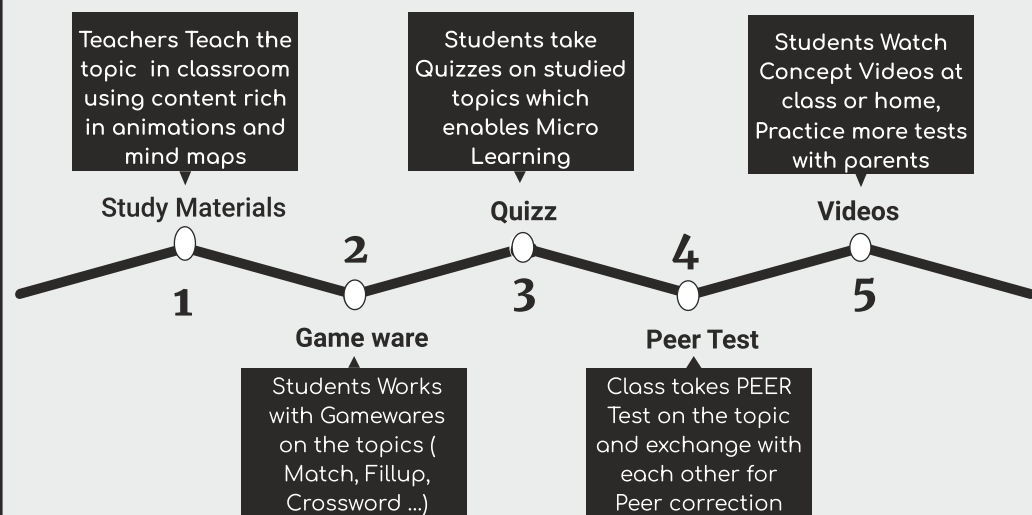 Teachers Teach the
topic in classroom
using content rich
in animations and
mind maps
Study Materials
1
2
Game ware
Students Works
with Gamewares
on the topics (
Match, Fillup,
Crossword ...)
Students take
Quizzes on studied
topics which
enables Micro
Learning
Quizz
3
4
Peer Test
Class takes PEER
Test on the topic
and exchange with
each other for
Peer correction
Students Watch
Concept Videos at
class or home,
Practice more tests
with parents
Videos
5